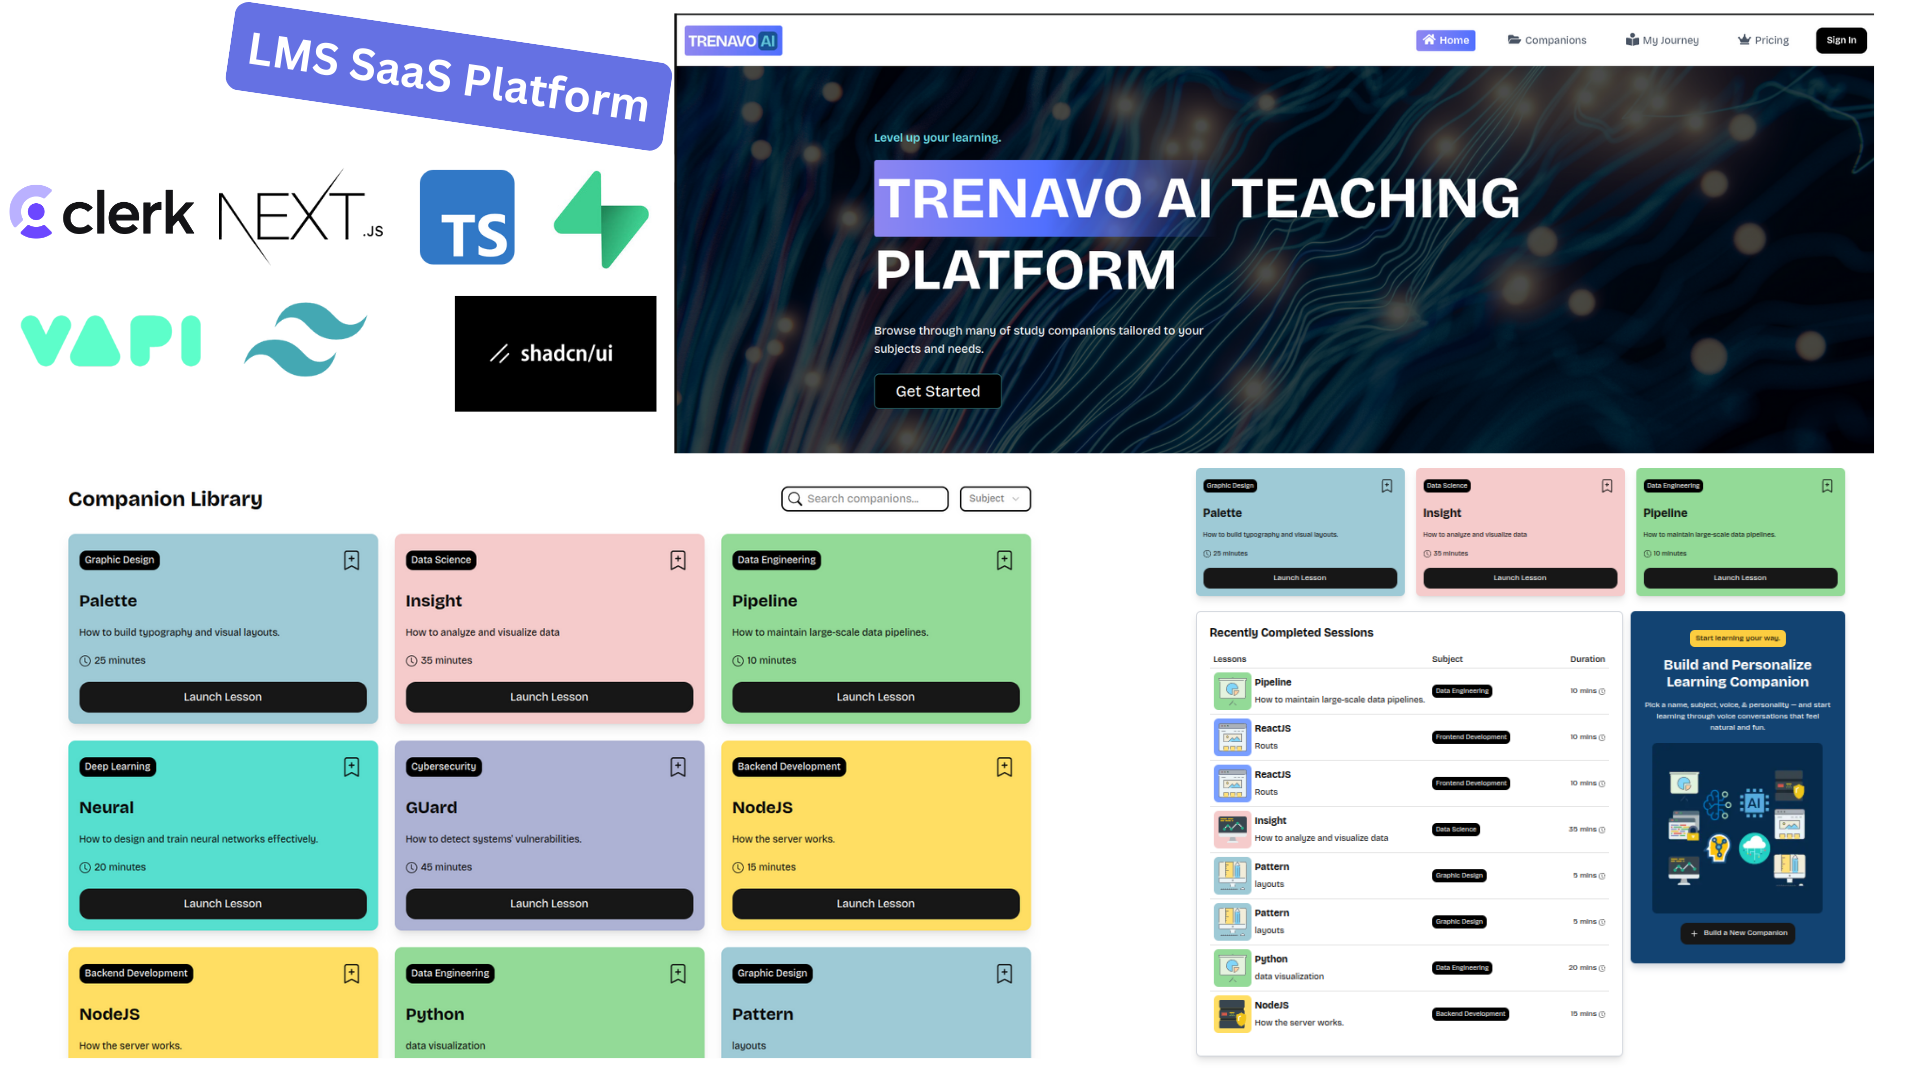 LMS SaaS Platform
clerk
NEXT.JS
TS
VAPI
shadcn/ui
TRENAVO AI
Home
Companions
My Journey
Pricing
Sign In
Level up your learning.
TRENAVO AI TEACHING
PLATFORM
Browse through many of study companions tailored to your
subjects and needs.
Get Started
Companion Library
Search companions...
Subject
Graphic Design
Palette
How to build typography and visual layouts.
25 minutes
Launch Lesson
Data Science
Insight
How to analyze and visualize data
35 minutes
Launch Lesson
Data Engineering
Pipeline
How to maintain large-scale data pipelines.
10 minutes
Launch Lesson
Deep Learning
Neural
How to design and train neural networks effectively.
20 minutes
Launch Lesson
Cybersecurity
GUard
How to detect systems' vulnerabilities.
45 minutes
Launch Lesson
Backend Development
NodeJS
How the server works.
15 minutes
Launch Lesson
Backend Development
NodeJS
How the server works.
Data Engineering
Python
data visualization
Graphic Design
Pattern
layouts
Graphic Design
Palette
How to build typography and visual layouts.
25 minutes
Launch Lesson
Data Science
Insight
How to analyze and visualize data
35 minutes
Launch Lesson
Data Engineering
Pipeline
How to maintain large-scale data pipelines.
10 minutes
Launch Lesson
Recently Completed Sessions
Lessons Subject Duration
Pipeline
How to maintain large-scale data pipelines.
Data Engineering
10 mins
ReactJS
Routs
Frontend Development
10 mins
ReactJS
Routs
Frontend Development
10 mins
Insight
How to analyze and visualize data
Data Science
35 mins
Pattern
layouts
Graphic Design
5 mins
Pattern
layouts
Graphic Design
5 mins
Python
data visualization
Data Engineering
20 mins
NodeJS
How the server works.
Backend Development
15 mins
Start learning your way.
Build and Personalize
Learning Companion
Pick a name, subject, voice, & personality — and start
learning through voice conversations that feel
natural and fun.
AI
Build a New Companion